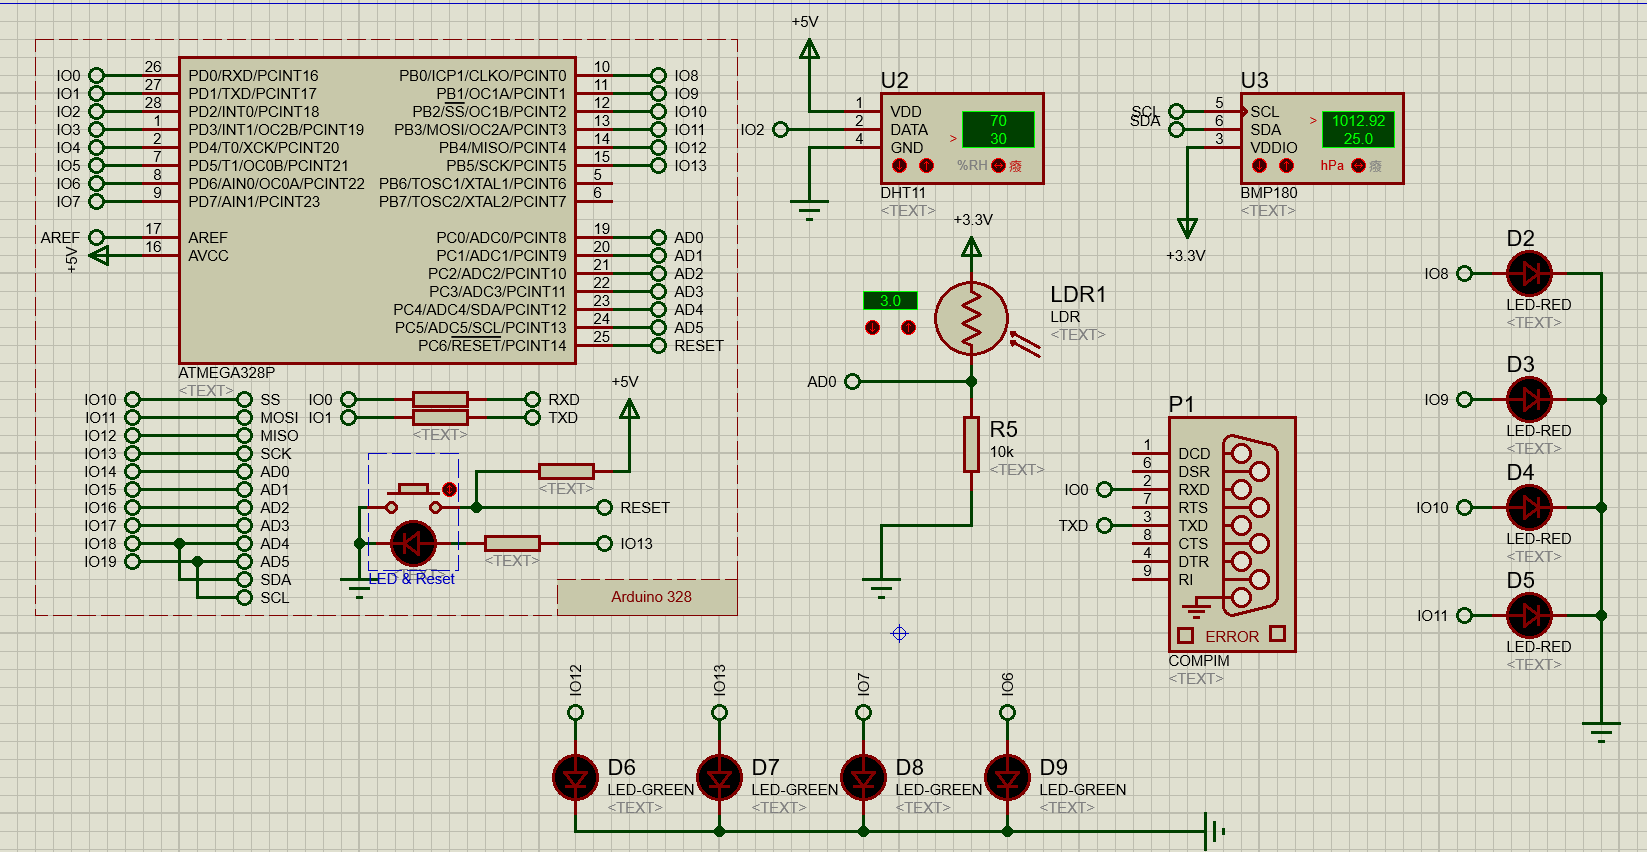 +5V
IO0
26
PD0/RXD/PCINT16
PB0/ICP1/CLKO/PCINT0
10
IO8
IO1
27
PD1/TXD/PCINT17
PB1/OC1A/PCINT1
11
IO9
IO2
28
PD2/INT0/PCINT18
PB2/SS/OC1B/PCINT2
12
IO10
IO3
1
PD3/INT1/OC2B/PCINT19
PB3/MOSI/OC2A/PCINT3
13
IO11
IO4
2
PD4/T0/XCK/PCINT20
PB4/MISO/PCINT4
14
IO12
IO5
7
PD5/T1/OC0B/PCINT21
PB5/SCK/PCINT5
15
IO13
IO6
8
PD6/AIN0/OC0A/PCINT22
PB6/TOSC1/XTAL1/PCINT6
5
IO7
9
PD7/AIN1/PCINT23
PB7/TOSC2/XTAL2/PCINT7
6
AREF
17
AREF
PC0/ADC0/PCINT8
19
AD0
+5V
16
AVCC
PC1/ADC1/PCINT9
20
AD1
PC2/ADC2/PCINT10
21
AD2
PC3/ADC3/PCINT11
22
AD3
PC4/ADC4/SDA/PCINT12
23
AD4
PC5/ADC5/SCL/PCINT13
24
AD5
PC6/RESET/PCINT14
25
RESET
ATMEGA328P
<TEXT>
IO10
SS
IO11
MOSI
IO12
MISO
IO13
SCK
IO14
AD0
IO15
AD1
IO16
AD2
IO17
AD3
IO18
AD4
IO19
AD5
SDA
SCL
IO0
RXD
IO1
TXD
<TEXT>
+5V
<TEXT>
RESET
<TEXT>
IO13
LED & Reset
Arduino 328
U2
1
VDD
IO2
2
DATA
4
GND
70
>
30
%RH
癈
DHT11
<TEXT>
U3
SCL
5
SCL
SDA
6
SDA
3
VDDIO
>
1012.92
25.0
hPa
癈
BMP180
<TEXT>
+3.3V
+3.3V
3.0
LDR1
LDR
<TEXT>
AD0
R5
10k
<TEXT>
P1
1
DCD
6
DSR
IO0
2
RXD
7
RTS
TXD
3
TXD
8
CTS
4
DTR
9
RI
ERROR
COMPIM
<TEXT>
D2
IO8
LED-RED
<TEXT>
D3
IO9
LED-RED
<TEXT>
D4
IO10
LED-RED
<TEXT>
D5
IO11
LED-RED
<TEXT>
IO12
IO13
IO7
IO6
D6
LED-GREEN
<TEXT>
D7
LED-GREEN
<TEXT>
D8
LED-GREEN
<TEXT>
D9
LED-GREEN
<TEXT>